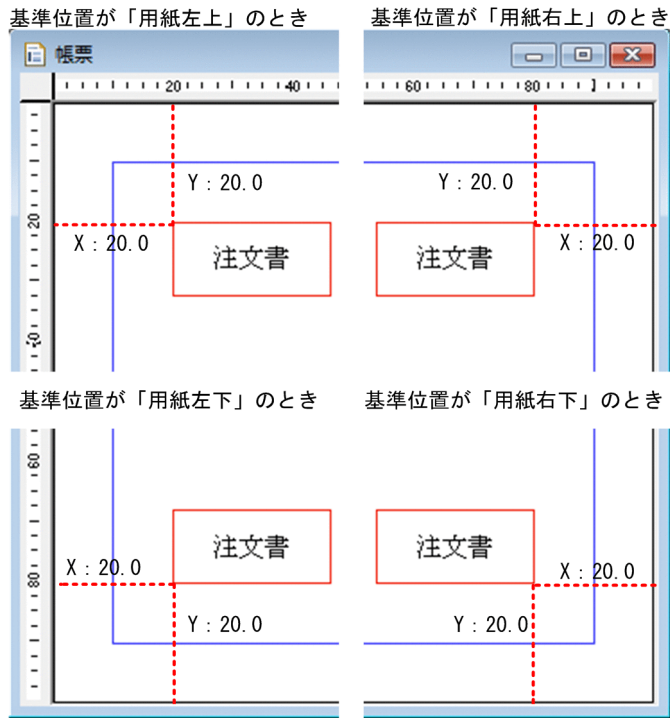 基準位置が「用紙左上」のとき
基準位置が「用紙右上」のとき
帳票
20 40 60 80
20
Y：20.0
Y：20.0
X：20.0
注文書
注文書
X：20.0
基準位置が「用紙左下」のとき
基準位置が「用紙右下」のとき
60
80
注文書
注文書
X：20.0
X：20.0
Y：20.0
Y：20.0